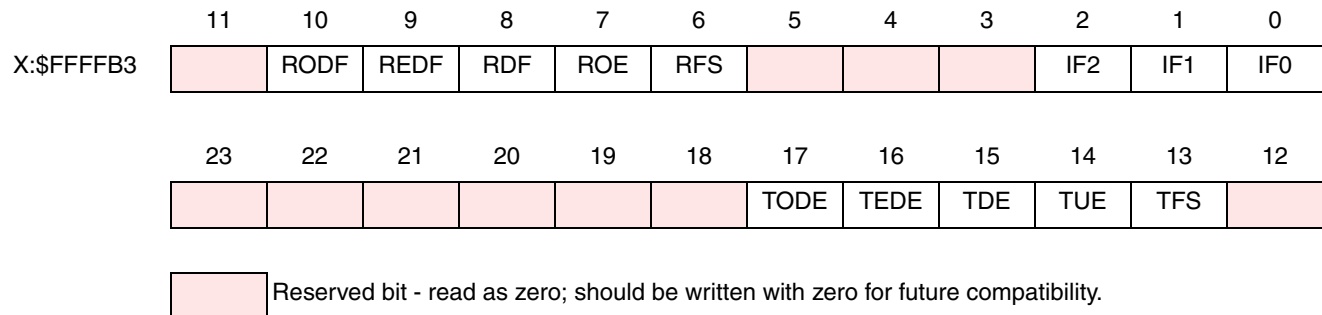 11 10 9 8 7 6 5 4 3 2 1 0
X:$FFFFB3 RODF REDF RDF ROE RFS IF2 IF1 IF0
23 22 21 20 19 18 17 16 15 14 13 12
TODE TEDE TDE TUE TFS
Reserved bit - read as zero; should be written with zero for future compatibility.